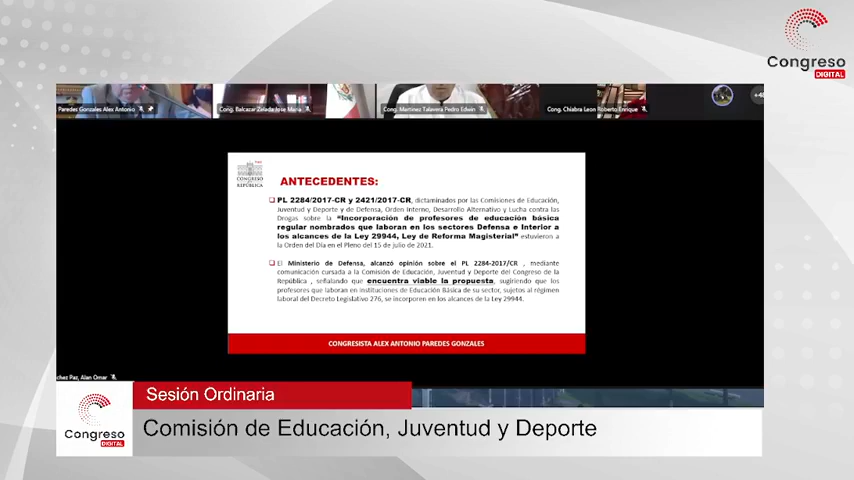 Congreso
DIGITAL
Paredes Gonzales Alex Antonio
Cong. Balcazar Zelada Jose Maria
Cong. Martinez Talavera Pedro Edwin
Cong. Chiabra Leon Roberto Enrique
CONGRESO
REPÚBLICA
ANTECEDENTES:
PL 2284/2017-CR y 2421/2017-CR, dictaminados por las Comisiones de Educación,
Juventud y Deporte y de Defensa, Orden Interno, Desarrollo Alternativo y Lucha contra las
Drogas sobre la "Incorporación de profesores de educación básica
regular nombrados que laboran en los sectores Defensa e Interior a
los alcances de la Ley 29944, Ley de Reforma Magisterial" estuvieron a
la Orden del Día en el Pleno del 15 de julio de 2021.
El Ministerio de Defensa, alcanzó opinión sobre el PL 2284-2017/CR , mediante
comunicación cursada a la Comisión de Educación, Juventud y Deporte del Congreso de la
República , señalando que encuentra viable la propuesta, sugiriendo que los
profesores que laboran en instituciones de Educación Básica de su sector, sujetos al régimen
laboral del Decreto Legislativo 276, se incorporen en los alcances de la Ley 29944.
CONGRESISTA ALEX ANTONIO PAREDES GONZALES
chez Paz, Alan Omar
Sesión Ordinaria
Congreso
DIGITAL
Comisión de Educación, Juventud y Deporte